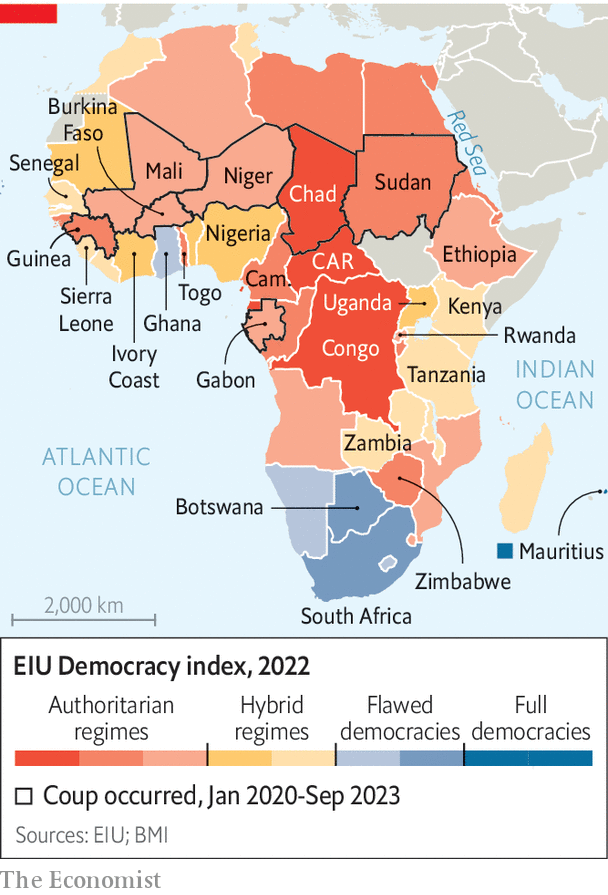 Burkina
Faso
Senegal
Mali
Niger
Chad
Sudan
Red Sea
Nigeria
Ethiopia
Guinea
CAR
Cam.
Togo
Sierra
Leone
Ghana
Uganda
Kenya
Ivory
Coast
Gabon
Congo
Rwanda
Tanzania
INDIAN
OCEAN
ATLANTIC
OCEAN
Zambia
Botswana
Mauritius
Zimbabwe
2,000 km
South Africa
EIU Democracy index, 2022
Authoritarian
regimes
Hybrid
regimes
Flawed
democracies
Full
democracies
Coup occurred, Jan 2020-Sep 2023
Sources: EIU; BMI
The Economist